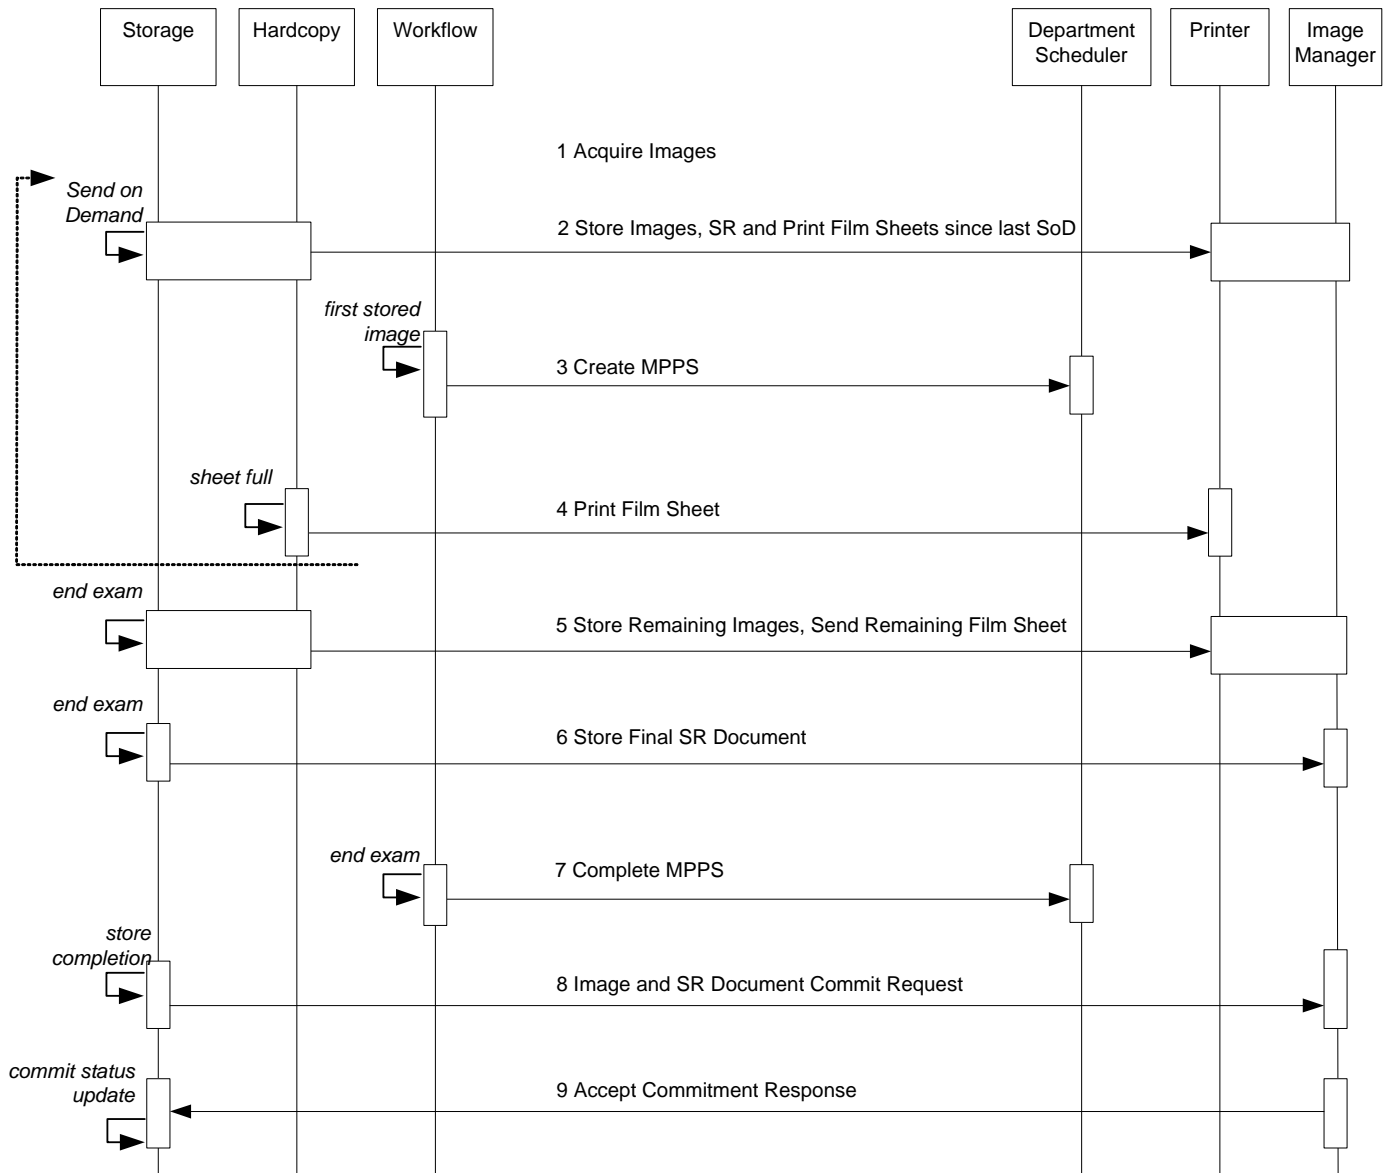 Storage
Hardcopy
Workflow
Department
Scheduler
Printer
Image
Manager
1 Acquire Images
Send on
Demand
2 Store Images, SR and Print Film Sheets since last SoD
first stored
image
3 Create MPPS
sheet full
4 Print Film Sheet
end exam
5 Store Remaining Images, Send Remaining Film Sheet
end exam
6 Store Final SR Document
end exam
7 Complete MPPS
store
completion
8 Image and SR Document Commit Request
commit status
update
9 Accept Commitment Response